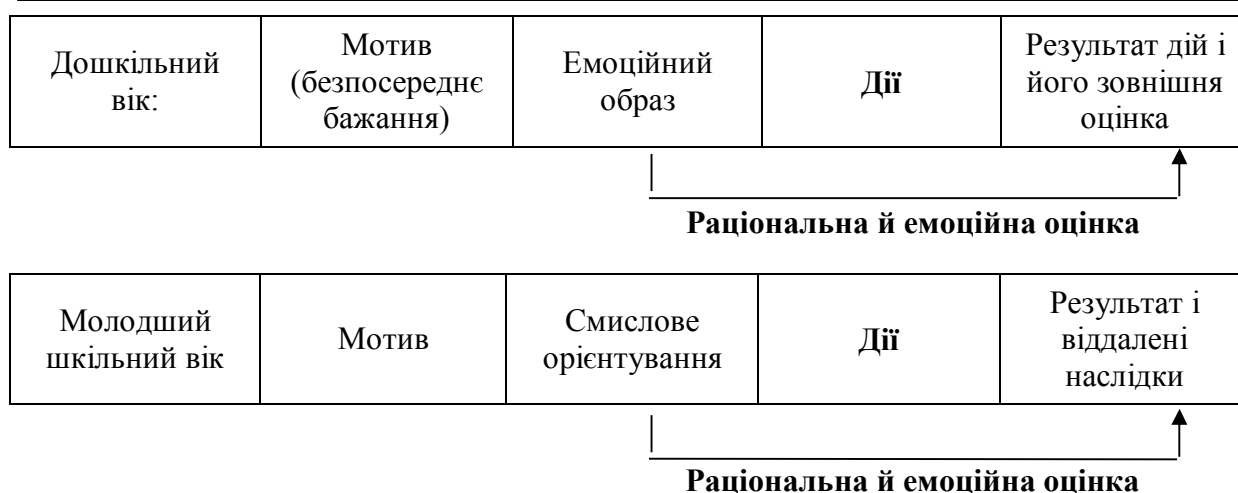 Дошкільний
вік:
Мотив
(безпосереднє
бажання)
Емоційний
образ
Дії
Результат дій і
його зовнішня
оцінка
Раціональна й емоційна оцінка
Молодший
шкільний вік
Мотив
Смислове
орієнтування
Дії
Результат і
віддалені
наслідки
Раціональна й емоційна оцінка